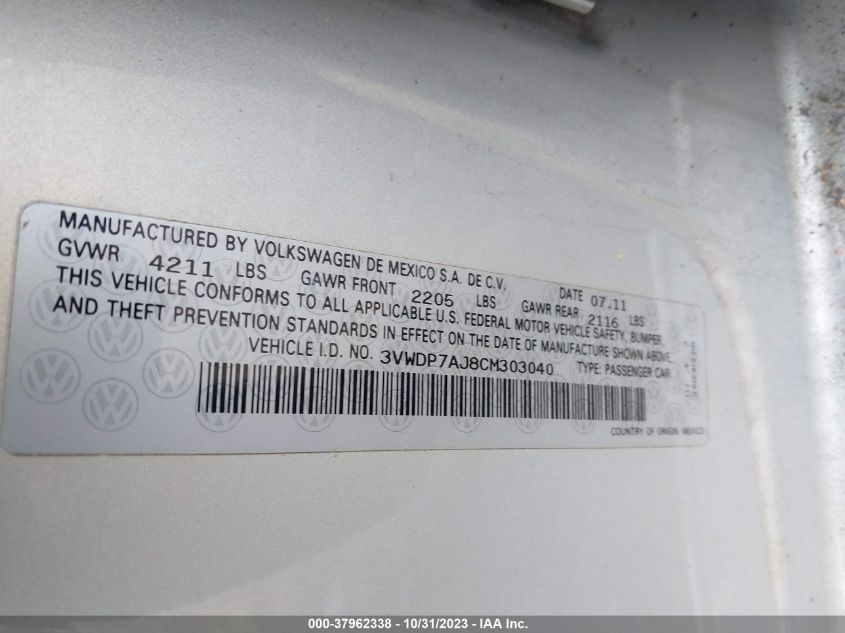 MANUFACTURED BY VOLKSWAGEN DE MEXICO S.A. DE C.V. DATE 07.11
GVWR 4211 LBS GAWR FRONT 2205 LBS GAWR REAR 2116 LBS
THIS VEHICLE CONFORMS TO ALL APPLICABLE U.S. FEDERAL MOTOR VEHICLE SAFETY, BUMPER,
AND THEFT PREVENTION STANDARDS IN EFFECT ON THE DATE OF MANUFACTURE SHOWN ABOVE.
VEHICLE I.D. NO. 3VWDP7AJ8CM303040 TYPE: PASSENGER CAR
COUNTRY OF ORIGIN: MEXICO
000-37962338 - 10/31/2023 - IAA Inc.